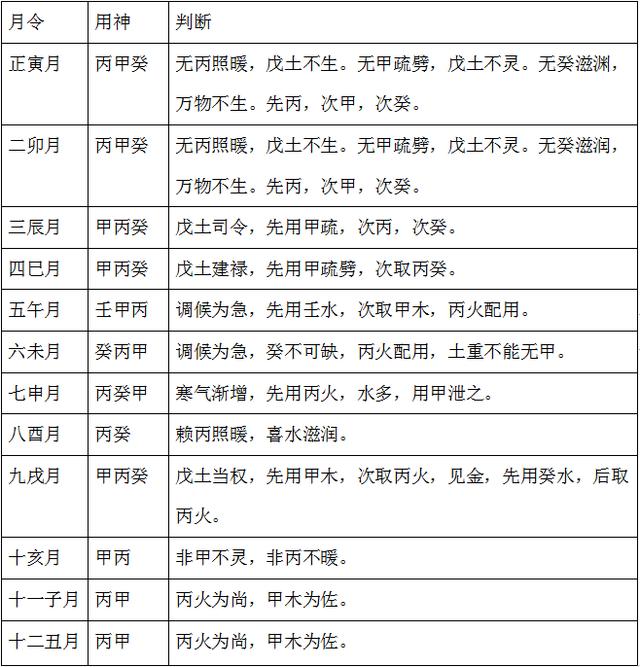 月令 用神 判断
正寅月 丙甲癸 无丙照暖，戊土不生。无甲疏劈，戊土不灵。无癸滋渊，
万物不生。先丙，次甲，次癸。
二卯月 丙甲癸 无丙照暖，戊土不生。无甲疏劈，戊土不灵。无癸滋润，
万物不生。先丙，次甲，次癸。
三辰月 甲丙癸 戊土司令，先用甲疏，次丙，次癸。
四巳月 甲丙癸 戊土建禄，先用甲疏劈，次取丙癸。
五午月 壬甲丙 调候为急，先用壬水，次取甲木，丙火配用。
六未月 癸丙甲 调候为急，癸不可缺，丙火配用，土重不能无甲。
七申月 丙癸甲 寒气渐增，先用丙火，水多，用甲泄之。
八酉月 丙癸 赖丙照暖，喜水滋润。
九戌月 甲丙癸 戊土当权，先用甲木，次取丙火，见金，先用癸水，后取
丙火。
十亥月 甲丙 非甲不灵，非丙不暖。
十一子月 丙甲 丙火为尚，甲木为佐。
十二丑月 丙甲 丙火为尚，甲木为佐。